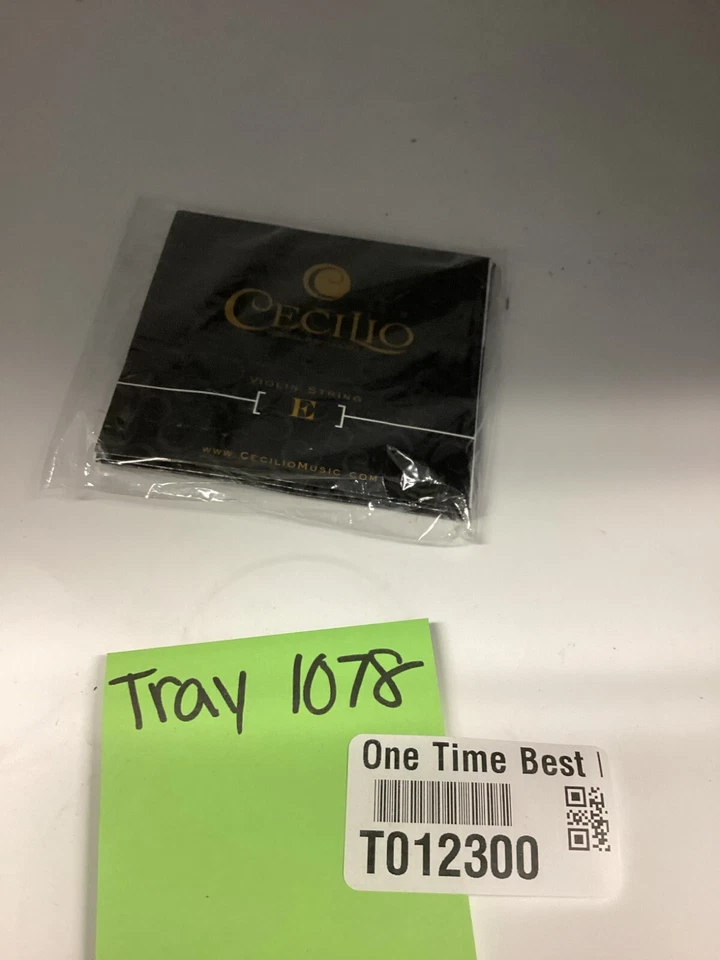 CECILIO
VIOLIN STRING
[ E ]
WWW.CECILIOMUSIC.COM
Tray 1078
One Time Best
T012300